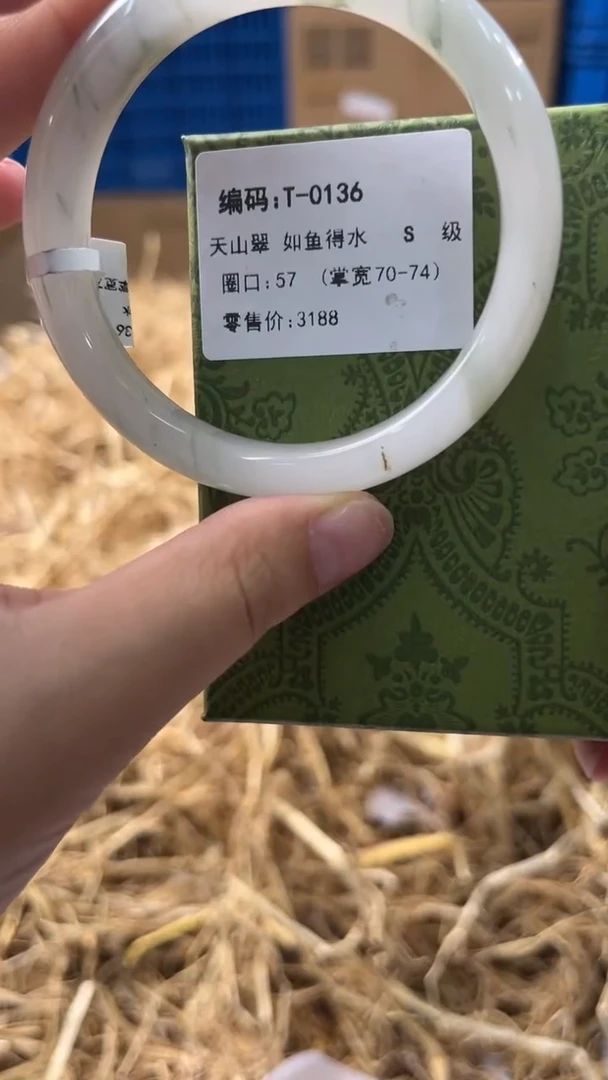 编码:T-0136
天山翠 如鱼得水 S 级
圈口:57 (掌宽70-74)
零售价:3188